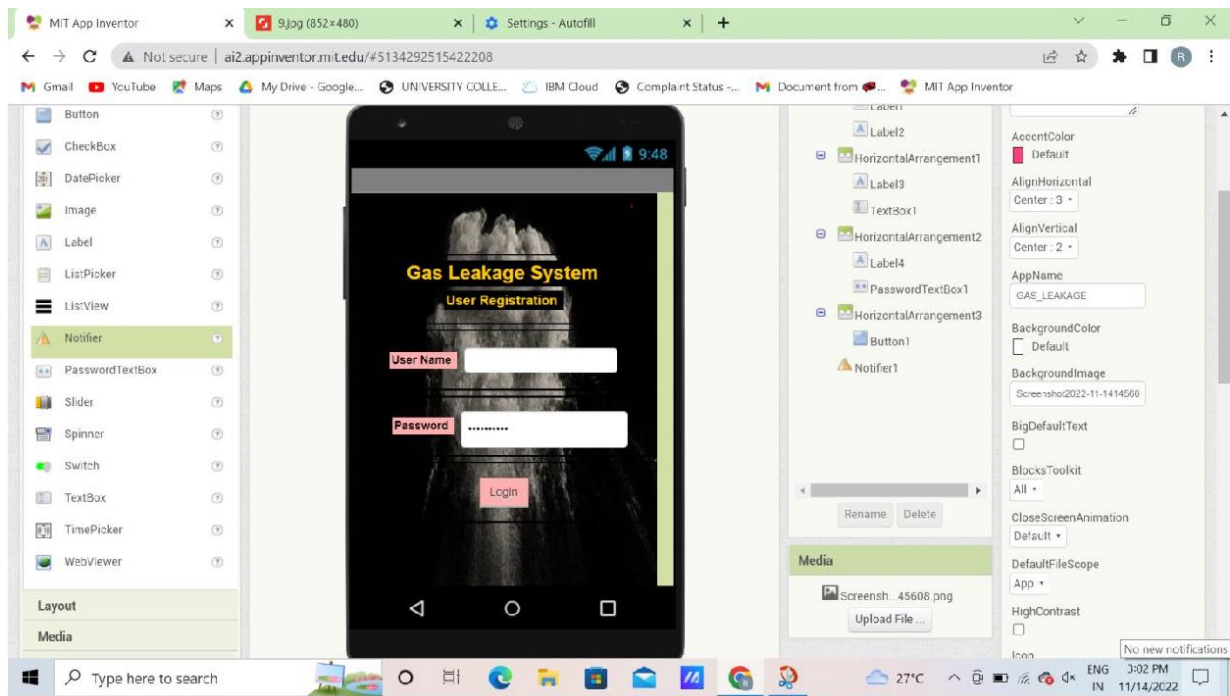 MIT App Inventor
9.jpg (852×480)
Settings - Autofill
Not secure | ai2.appinventor.mit.edu/#5134292515422208
R
Gmail YouTube Maps My Drive - Google... UNIVERSITY COLLE... IBM Cloud Complaint Status -... Document from MIT App Inventor
Button
CheckBox
DatePicker
Image
Label
ListPicker
ListView
Notifier
PasswordTextBox
Slider
Spinner
Switch
TextBox
TimePicker
WebViewer
Layout
Media
9:48
Gas Leakage System
User Registration
User Name
Password
Login
Label1
Label2
HorizontalArrangement1
Label3
TextBox1
HorizontalArrangement2
Label4
PasswordTextBox1
HorizontalArrangement3
Button1
Notifier1
Rename Delete
Media
Screensh...45608.png
Upload File ...
AccentColor
Default
AlignHorizontal
Center : 3
AlignVertical
Center : 2
AppName
GAS_LEAKAGE
BackgroundColor
Default
BackgroundImage
Screenshot2022-11-1414560
BigDefaultText
BlocksToolkit
All
CloseScreenAnimation
Default
DefaultFileScope
App
HighContrast
Icon
No new notifications
Type here to search
27°C
ENG
IN
3:02 PM
11/14/2022